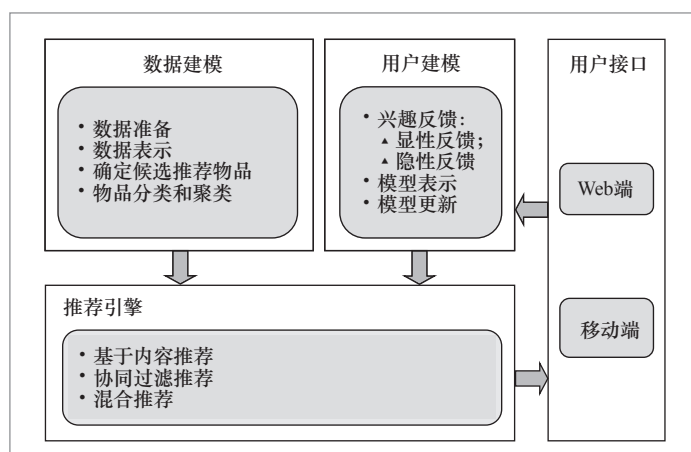 数据建模
• 数据准备
• 数据表示
• 确定候选推荐物品
• 物品分类和聚类
用户建模
• 兴趣反馈：
▲ 显性反馈；
▲ 隐性反馈
• 模型表示
• 模型更新
用户接口
Web端
移动端
推荐引擎
• 基于内容推荐
• 协同过滤推荐
• 混合推荐